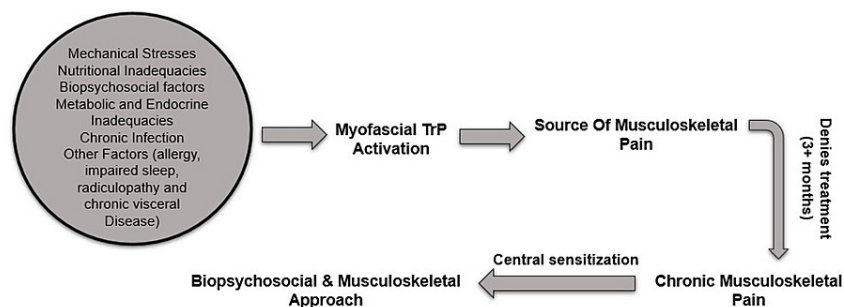 Mechanical Stresses
Nutritional Inadequacies
Biopsychosocial factors
Metabolic and Endocrine
Inadequacies
Chronic Infection
Other Factors (allergy,
impaired sleep,
radiculopathy and
chronic visceral
Disease)
Myofascial TrP
Activation
Source Of Musculoskeletal
Pain
Denies treatment
(3+ months)
Chronic Musculoskeletal
Pain
Central sensitization
Biopsychosocial & Musculoskeletal
Approach